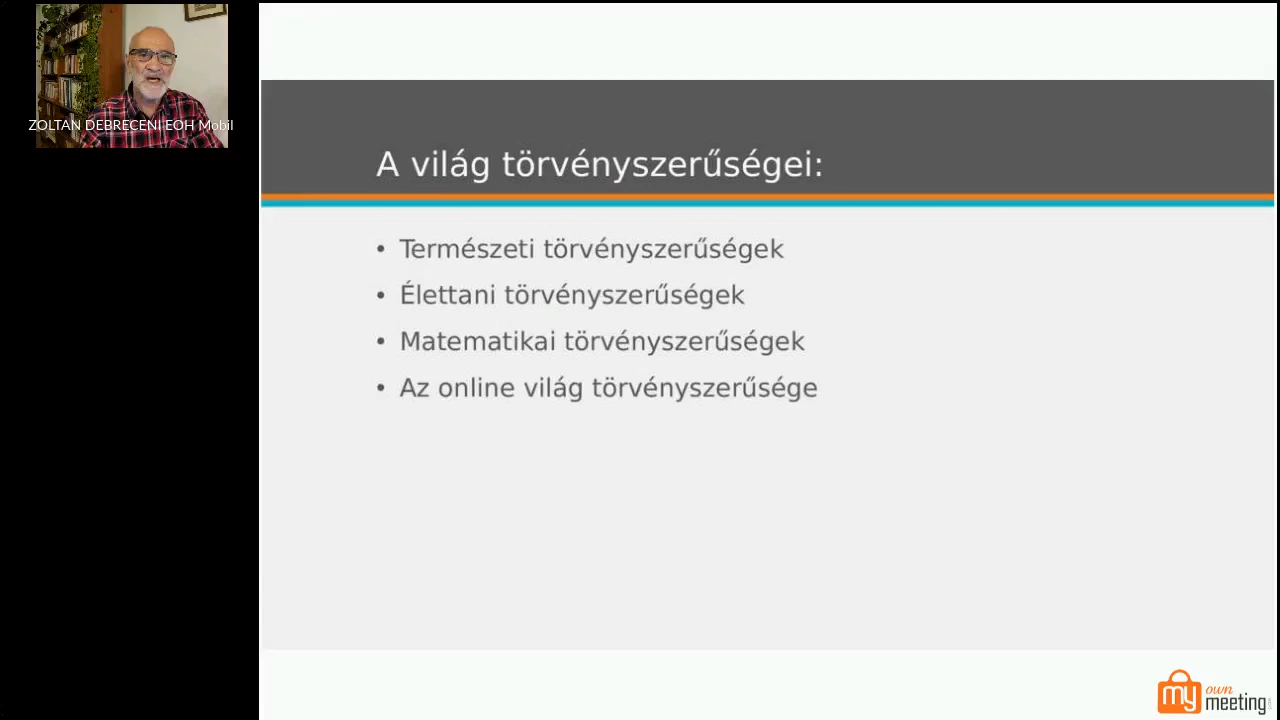 ZOLTAN DEBRECENI EOH Mobil
A világ törvényszerűségei:
• Természeti törvényszerűségek
• Élettani törvényszerűségek
• Matematikai törvényszerűségek
• Az online világ törvényszerűsége
my own meeting